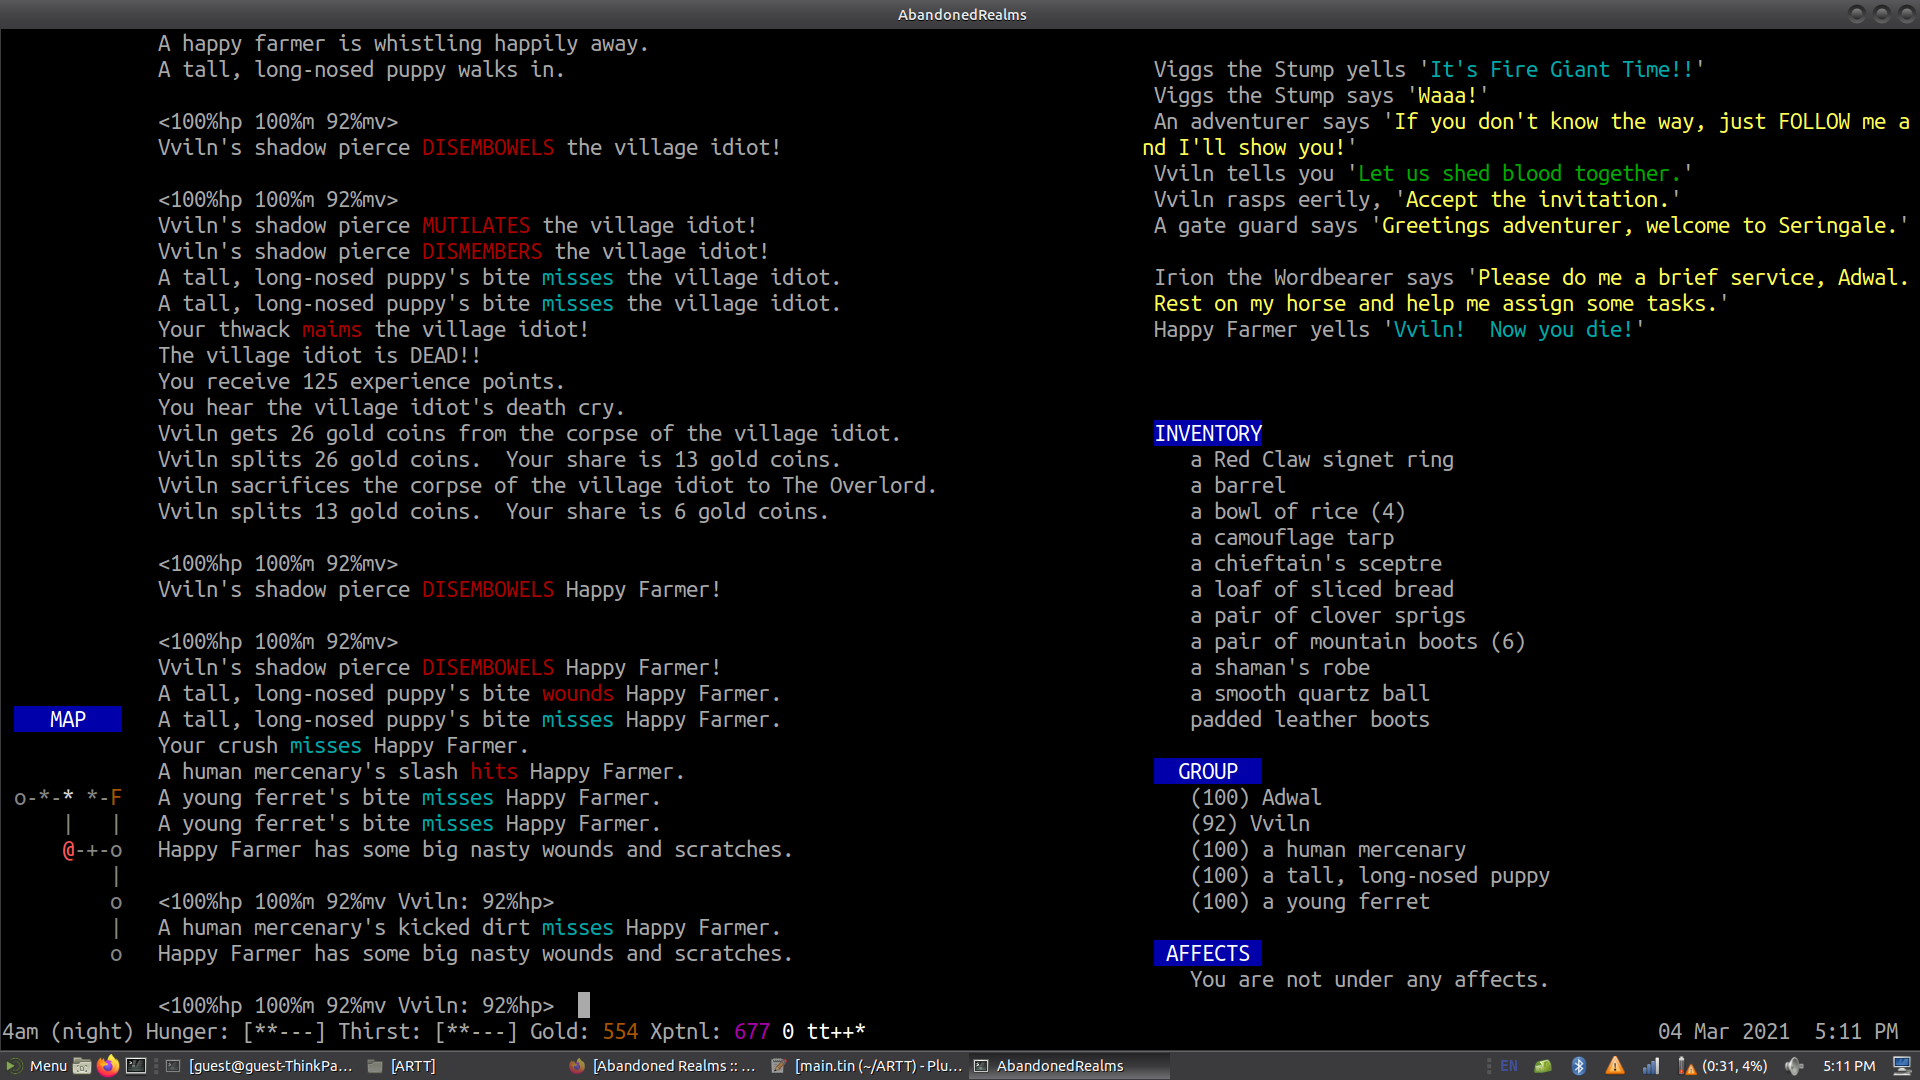 AbandonedRealms
A happy farmer is whistling happily away.
A tall, long-nosed puppy walks in.
<100%hp 100%m 92%mv>
Vviln's shadow pierce DISEMBOWELS the village idiot!
<100%hp 100%m 92%mv>
Vviln's shadow pierce MUTILATES the village idiot!
Vviln's shadow pierce DISMEMBERS the village idiot!
A tall, long-nosed puppy's bite misses the village idiot.
A tall, long-nosed puppy's bite misses the village idiot.
Your thwack maims the village idiot!
The village idiot is DEAD!!
You receive 125 experience points.
You hear the village idiot's death cry.
Vviln gets 26 gold coins from the corpse of the village idiot.
Vviln splits 26 gold coins.  Your share is 13 gold coins.
Vviln sacrifices the corpse of the village idiot to The Overlord.
Vviln splits 13 gold coins.  Your share is 6 gold coins.
<100%hp 100%m 92%mv>
Vviln's shadow pierce DISEMBOWELS Happy Farmer!
<100%hp 100%m 92%mv>
Vviln's shadow pierce DISEMBOWELS Happy Farmer!
A tall, long-nosed puppy's bite wounds Happy Farmer.
A tall, long-nosed puppy's bite misses Happy Farmer.
Your crush misses Happy Farmer.
A human mercenary's slash hits Happy Farmer.
A young ferret's bite misses Happy Farmer.
A young ferret's bite misses Happy Farmer.
Happy Farmer has some big nasty wounds and scratches.
<100%hp 100%m 92%mv Vviln: 92%hp>
A human mercenary's kicked dirt misses Happy Farmer.
Happy Farmer has some big nasty wounds and scratches.
<100%hp 100%m 92%mv Vviln: 92%hp>
MAP
o-*-* *-F
|   |
@-+-o
|
o
|
o
Viggs the Stump yells 'It's Fire Giant Time!!'
Viggs the Stump says 'Waaa!'
An adventurer says 'If you don't know the way, just FOLLOW me a
nd I'll show you!'
Vviln tells you 'Let us shed blood together.'
Vviln rasps eerily, 'Accept the invitation.'
A gate guard says 'Greetings adventurer, welcome to Seringale.'
Irion the Wordbearer says 'Please do me a brief service, Adwal.
Rest on my horse and help me assign some tasks.'
Happy Farmer yells 'Vviln!  Now you die!'
INVENTORY
a Red Claw signet ring
a barrel
a bowl of rice (4)
a camouflage tarp
a chieftain's sceptre
a loaf of sliced bread
a pair of clover sprigs
a pair of mountain boots (6)
a shaman's robe
a smooth quartz ball
padded leather boots
GROUP
(100) Adwal
(92) Vviln
(100) a human mercenary
(100) a tall, long-nosed puppy
(100) a young ferret
AFFECTS
You are not under any affects.
4am (night) Hunger: [**---] Thirst: [**---] Gold: 554 Xptnl: 677 0 tt++*
04 Mar 2021  5:11 PM
Menu
[guest@guest-ThinkPa...
[ARTT]
[Abandoned Realms :: ...
[main.tin (~/ARTT) - Plu...
AbandonedRealms
EN
(0:31, 4%)
5:11 PM